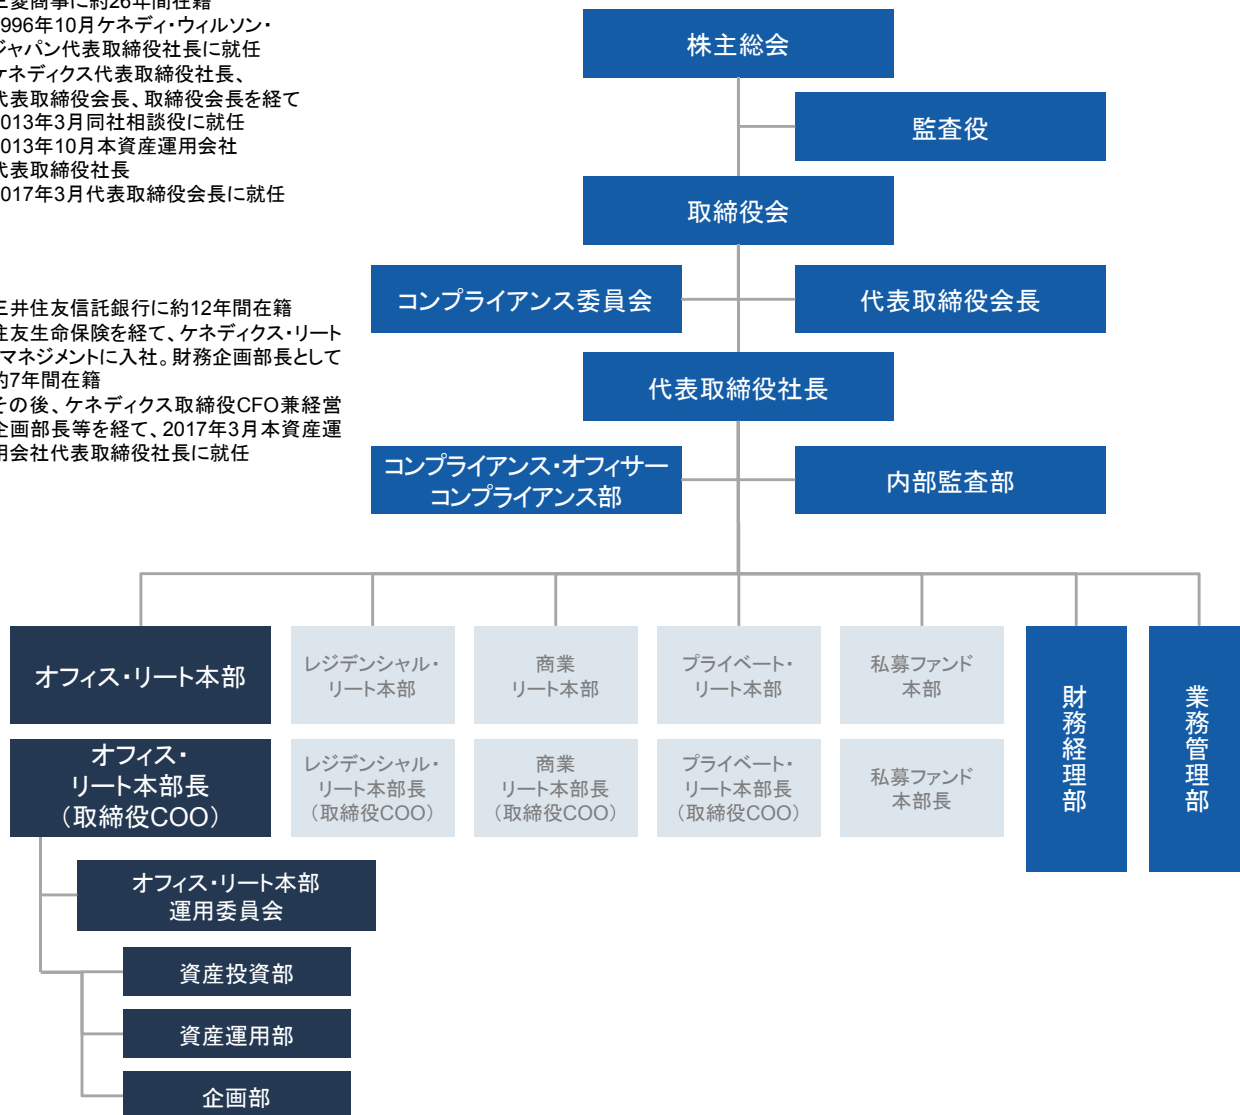 三菱商事に約26年間在籍
996年10月ケネディ・ウィルソン・
ジャパン代表取締役社長に就任
ケネディクス代表取締役社長、
代表取締役会長、取締役会長を経て
013年3月同社相談役に就任
013年10月本資産運用会社
代表取締役社長
017年3月代表取締役会長に就任
三井住友信託銀行に約12年間在籍
住友生命保険を経て、ケネディクス・リート
マネジメントに入社。財務企画部長として
約7年間在籍
その後、ケネディクス取締役CFO兼経営
企画部長等を経て、2017年3月本資産運
用会社代表取締役社長に就任
株主総会
監査役
取締役会
コンプライアンス委員会
代表取締役会長
代表取締役社長
コンプライアンス・オフィサー
コンプライアンス部
内部監査部
オフィス・リート本部
レジデンシャル・
リート本部
商業
リート本部
プライベート・
リート本部
私募ファンド
本部
財務経理部
業務管理部
オフィス・
リート本部長
（取締役COO）
レジデンシャル・
リート本部長
（取締役COO）
商業
リート本部長
（取締役COO）
プライベート・
リート本部長
（取締役COO）
私募ファンド
本部長
オフィス・リート本部
運用委員会
資産投資部
資産運用部
企画部